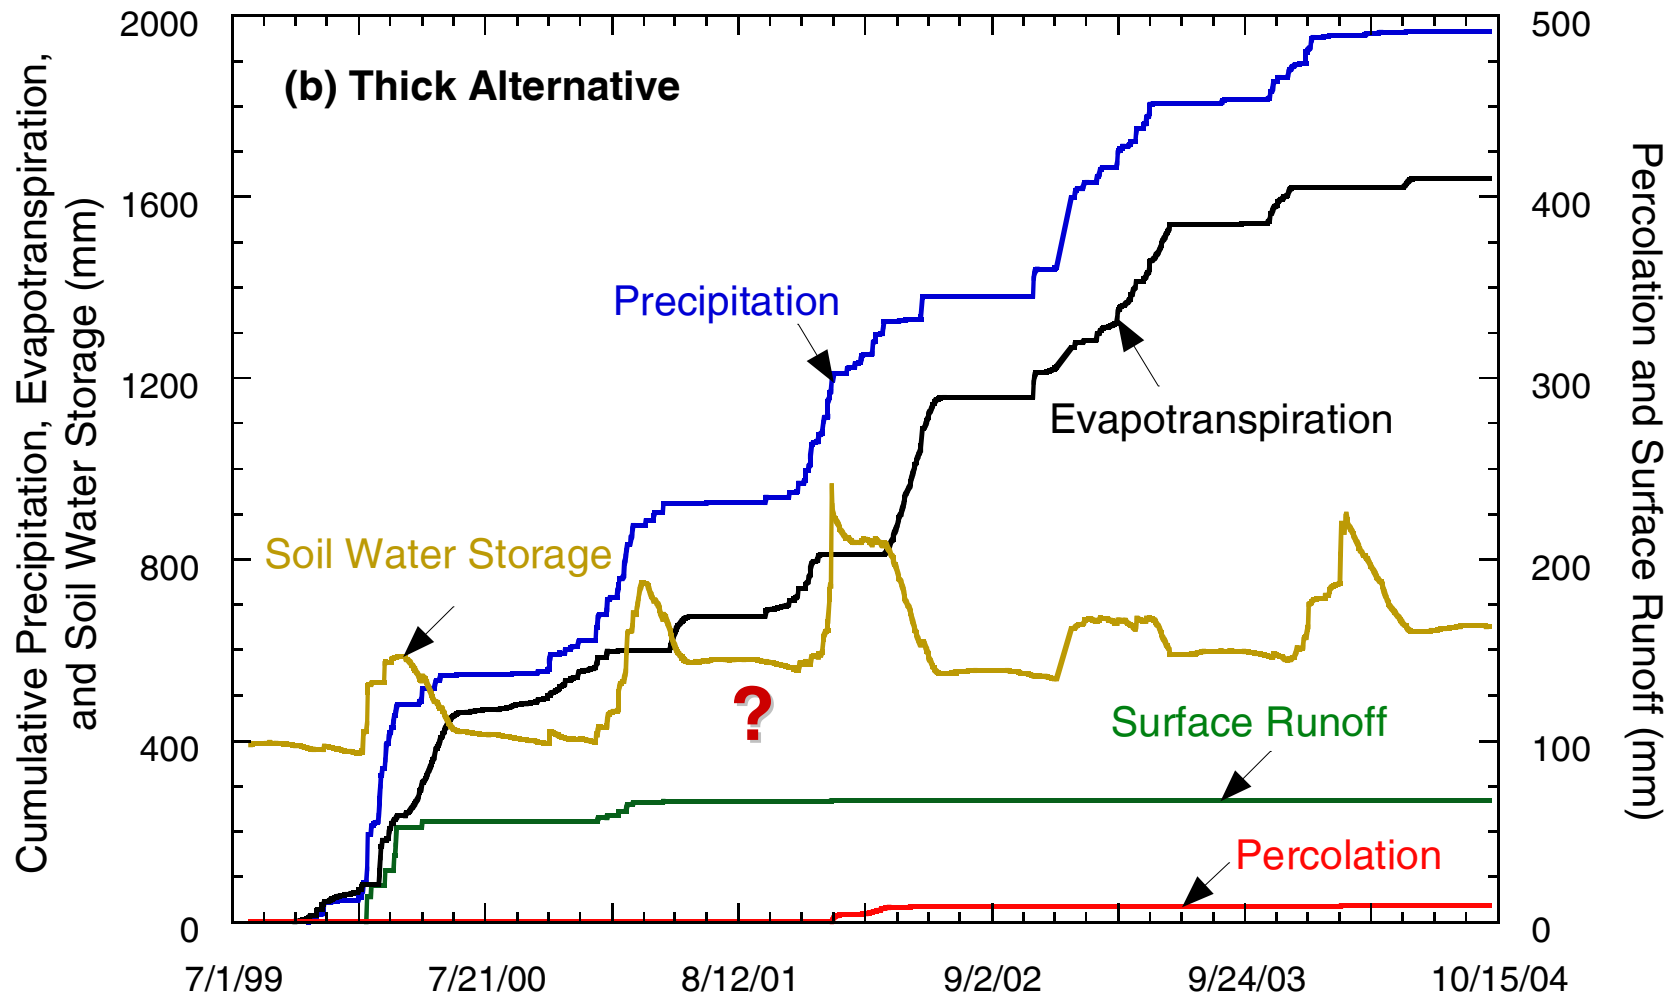 (b) Thick Alternative
Cumulative Precipitation, Evapotranspiration,
and Soil Water Storage (mm)
2000
1600
1200
800
400
0
500
400
300
200
100
0
Percolation and Surface Runoff (mm)
Precipitation
Evapotranspiration
Soil Water Storage
?
Surface Runoff
Percolation
7/1/99 7/21/00 8/12/01 9/2/02 9/24/03 10/15/04